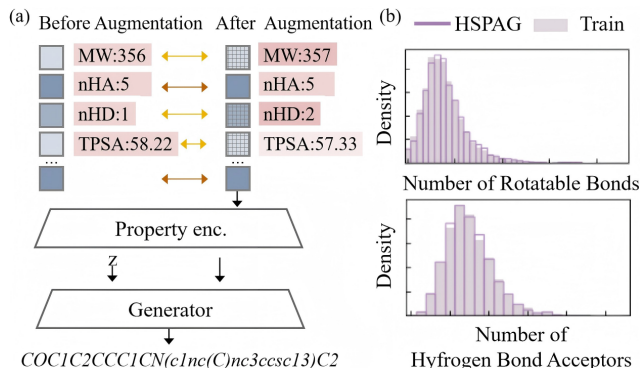 (a) Before Augmentation After Augmentation
MW:356 MW:357
nHA:5 nHA:5
nHD:1 nHD:2
TPSA:58.22 TPSA:57.33
... ...
Property enc.
z
Generator
COC1C2CCC1CN(c1nc(C)nc3ccsc13)C2
(b) HSPAG Train
Density
Number of Rotatable Bonds
Density
Number of
Hyfrogen Bond Acceptors